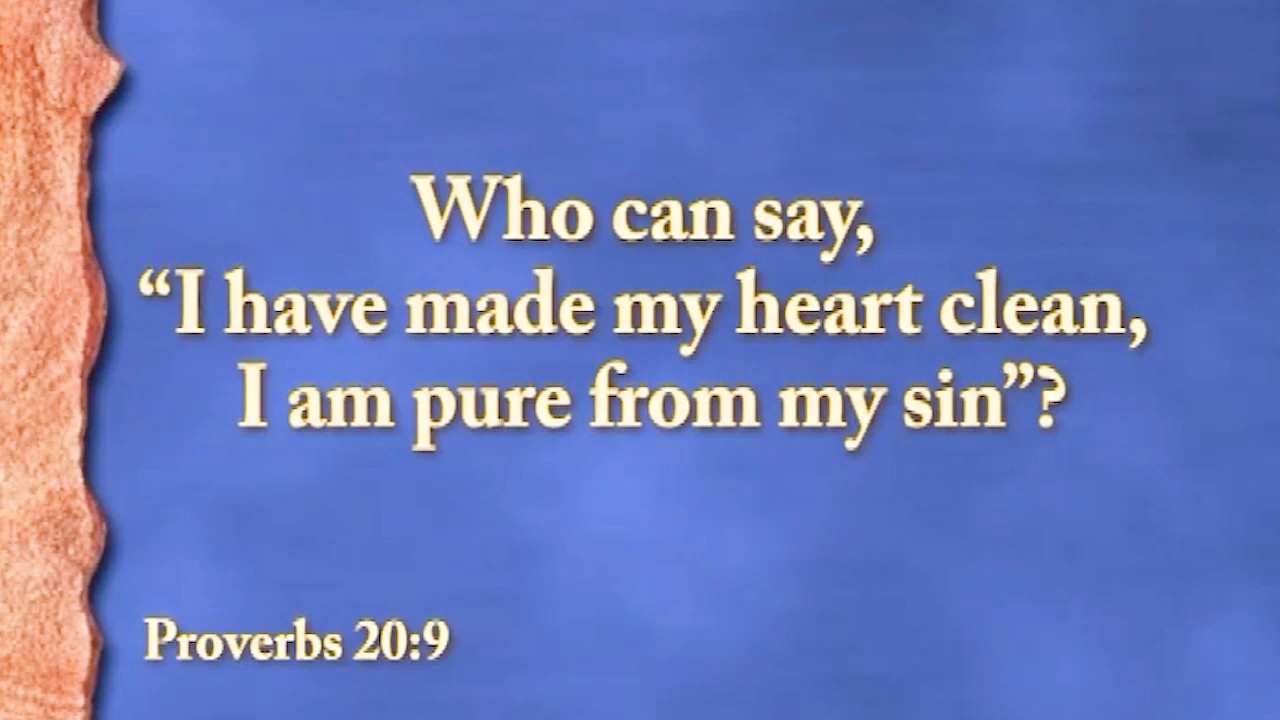 Who can say,
“I have made my heart clean,
I am pure from my sin”?
Proverbs 20:9